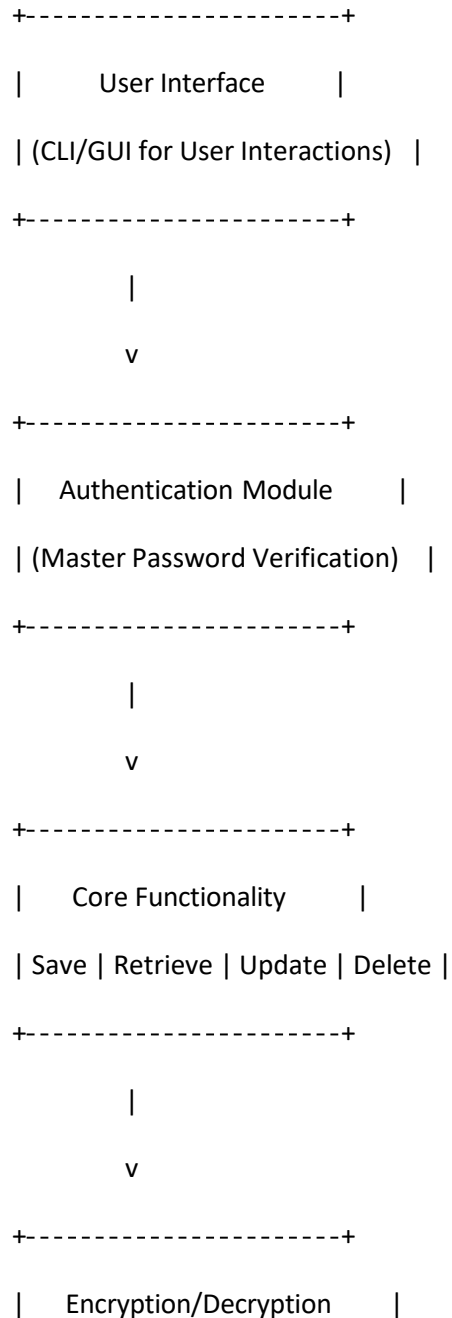 +-----------------------+
| User Interface |
| (CLI/GUI for User Interactions) |
+-----------------------+
|
v
+-----------------------+
| Authentication Module |
| (Master Password Verification) |
+-----------------------+
|
v
+-----------------------+
| Core Functionality |
| Save | Retrieve | Update | Delete |
+-----------------------+
|
v
+-----------------------+
| Encryption/Decryption |